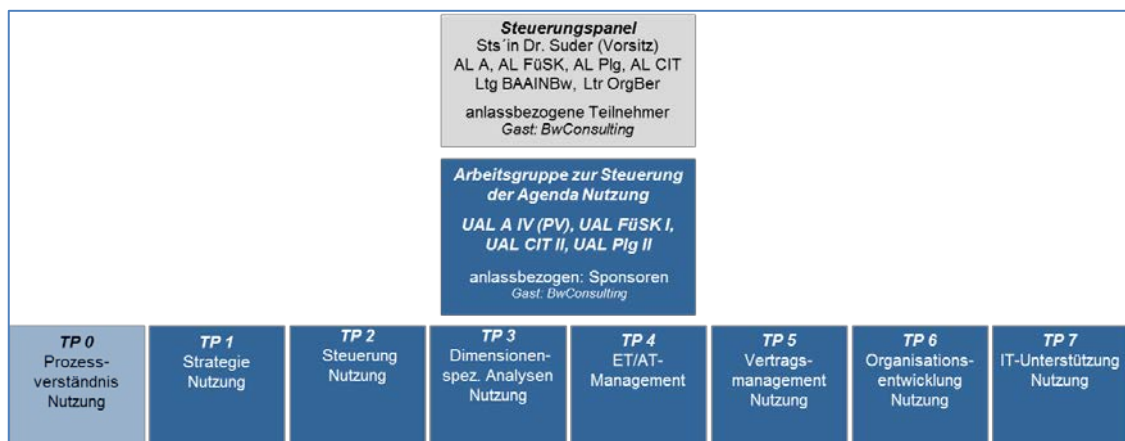 Steuerungspanel
Sts´in Dr. Suder (Vorsitz)
AL A, AL FüSK, AL Plg, AL CIT
Ltg BAAINBw, Ltr OrgBer
anlassbezogene Teilnehmer
Gast: BwConsulting
Arbeitsgruppe zur Steuerung
der Agenda Nutzung
UAL A IV (PV), UAL FüSK I,
UAL CIT II, UAL Plg II
anlassbezogen: Sponsoren
Gast: BwConsulting
TP 0
Prozess-
verständnis
Nutzung
TP 1
Strategie
Nutzung
TP 2
Steuerung
Nutzung
TP 3
Dimensionen-
spez. Analysen
Nutzung
TP 4
ET/AT-
Management
TP 5
Vertrags-
management
Nutzung
TP 6
Organisations-
entwicklung
Nutzung
TP 7
IT-Unterstützung
Nutzung